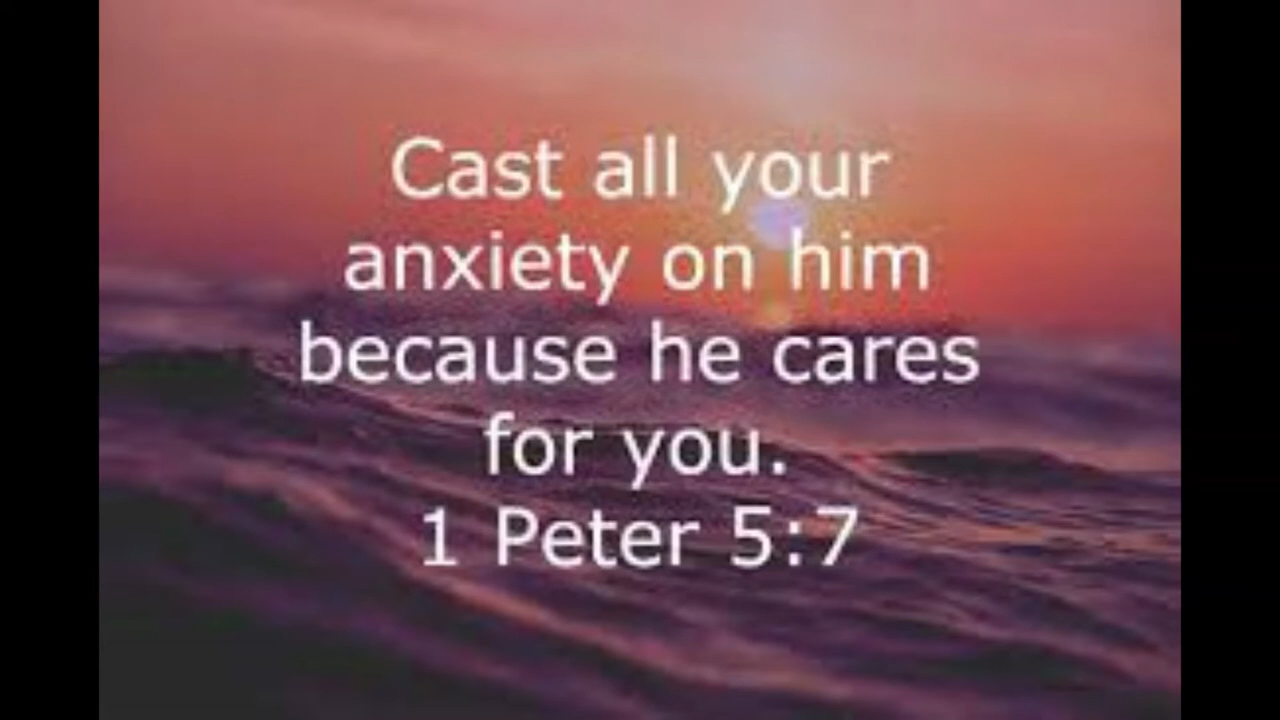 Cast all your
anxiety on him
because he cares
for you.
1 Peter 5:7